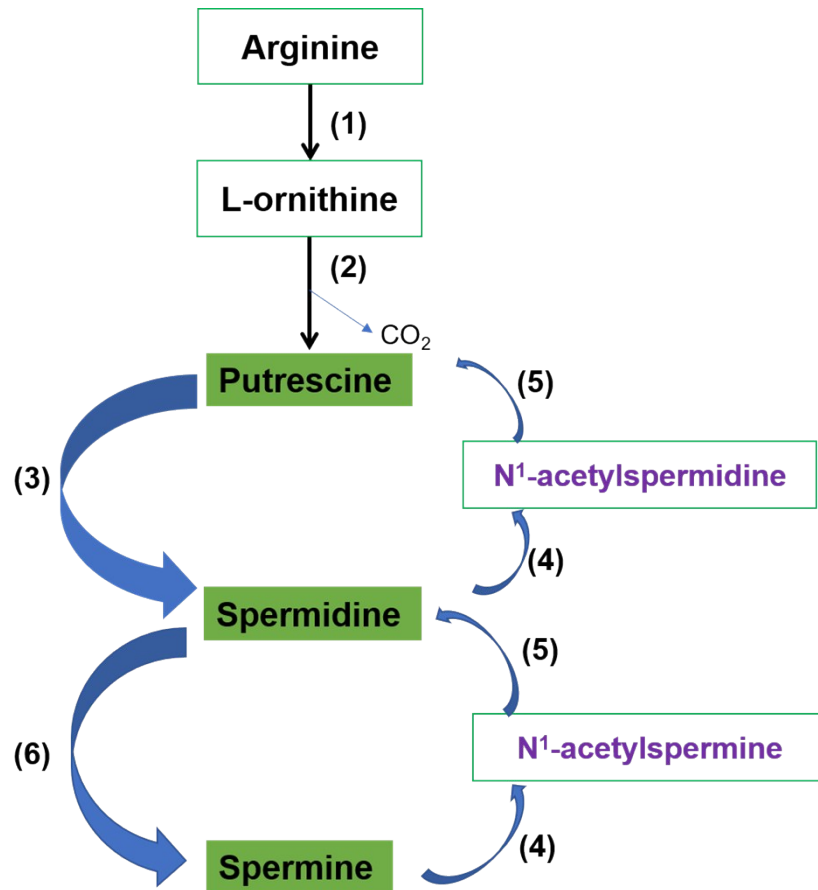 Arginine
(1)
L-ornithine
(2)
CO₂
Putrescine
(5)
N¹-acetylspermidine
(3)
(4)
Spermidine
(5)
N¹-acetylspermine
(6)
(4)
Spermine